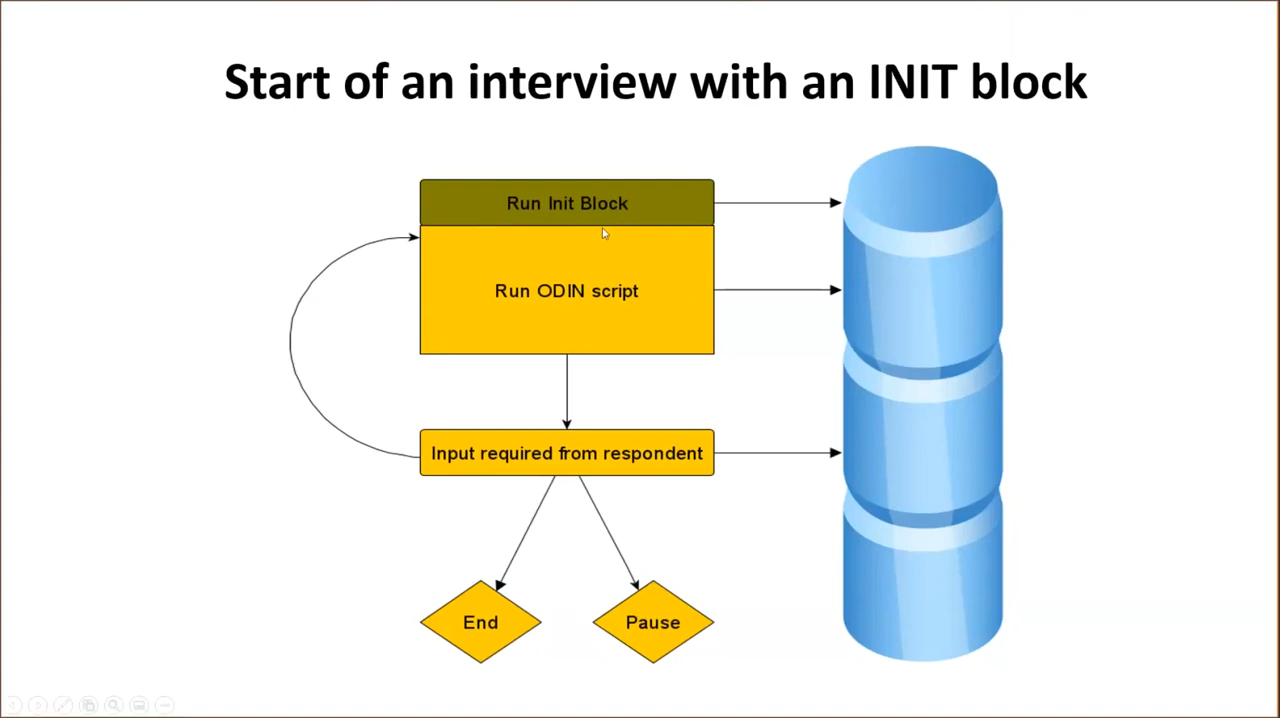 Start of an interview with an INIT block
Run Init Block
Run ODIN script
Input required from respondent
End
Pause